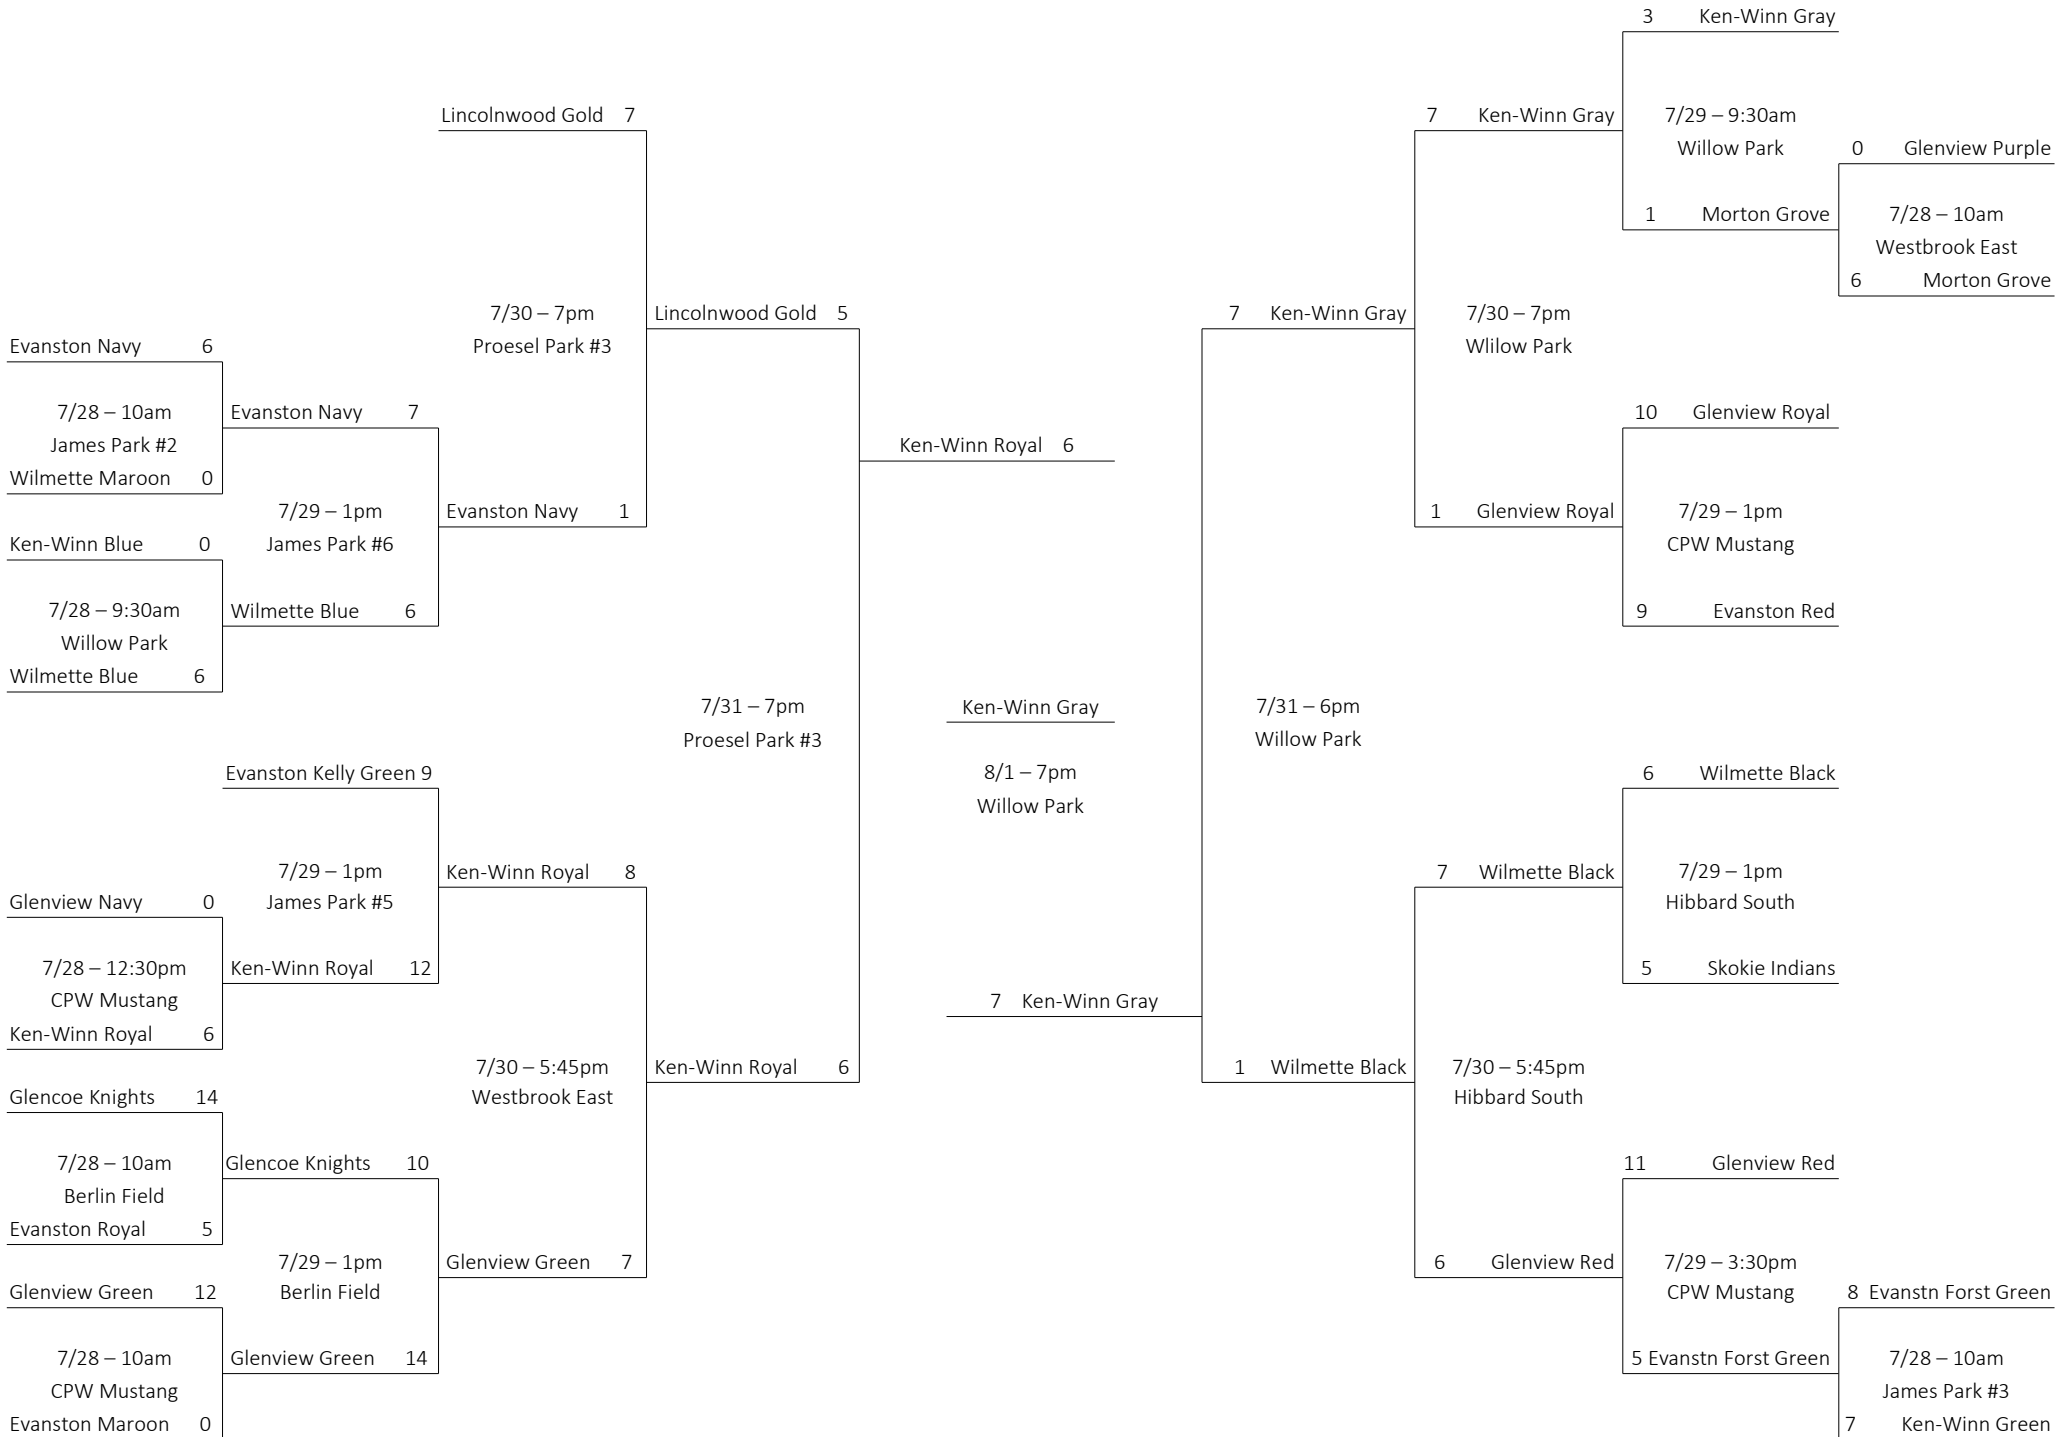 3 Ken-Winn Gray
Lincolnwood Gold 7
7 Ken-Winn Gray
7/29 – 9:30am
Willow Park
0 Glenview Purple
1 Morton Grove
7/28 – 10am
Westbrook East
6 Morton Grove
7/30 – 7pm
Proesel Park #3
Lincolnwood Gold 5
7 Ken-Winn Gray
7/30 – 7pm
Wlilow Park
Evanston Navy 6
7/28 – 10am
James Park #2
Wilmette Maroon 0
Evanston Navy 7
10 Glenview Royal
Ken-Winn Royal 6
7/29 – 1pm
James Park #6
Evanston Navy 1
1 Glenview Royal
7/29 – 1pm
CPW Mustang
Ken-Winn Blue 0
7/28 – 9:30am
Willow Park
Wilmette Blue 6
Wilmette Blue 6
9 Evanston Red
7/31 – 7pm
Proesel Park #3
Ken-Winn Gray
8/1 – 7pm
Willow Park
7/31 – 6pm
Willow Park
Evanston Kelly Green 9
6 Wilmette Black
7/29 – 1pm
James Park #5
Ken-Winn Royal 8
7 Wilmette Black
7/29 – 1pm
Hibbard South
Glenview Navy 0
7/28 – 12:30pm
CPW Mustang
Ken-Winn Royal 6
Ken-Winn Royal 12
5 Skokie Indians
7 Ken-Winn Gray
7/30 – 5:45pm
Westbrook East
Ken-Winn Royal 6
1 Wilmette Black
7/30 – 5:45pm
Hibbard South
Glencoe Knights 14
7/28 – 10am
Berlin Field
Evanston Royal 5
Glencoe Knights 10
11 Glenview Red
7/29 – 1pm
Berlin Field
Glenview Green 7
6 Glenview Red
7/29 – 3:30pm
CPW Mustang
Glenview Green 12
7/28 – 10am
CPW Mustang
Evanston Maroon 0
Glenview Green 14
8 Evanstn Forst Green
5 Evanstn Forst Green
7/28 – 10am
James Park #3
7 Ken-Winn Green